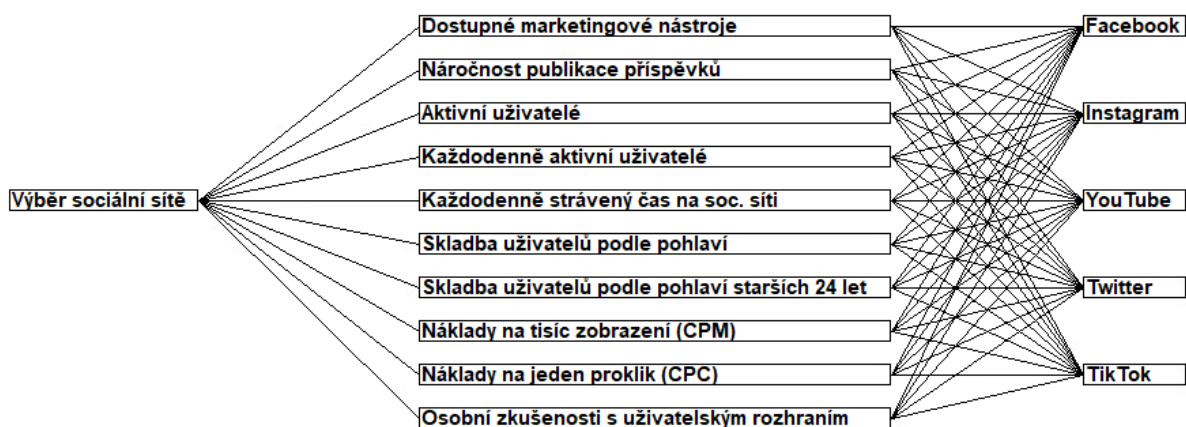 Výběr sociální sítě
Dostupné marketingové nástroje
Náročnost publikace příspěvků
Aktivní uživatelé
Každodenně aktivní uživatelé
Každodenně strávený čas na soc. síti
Skladba uživatelů podle pohlaví
Skladba uživatelů podle pohlaví starších 24 let
Náklady na tisíc zobrazení (CPM)
Náklady na jeden proklik (CPC)
Osobní zkušenosti s uživatelským rozhraním
Facebook
Instagram
YouTube
Twitter
TikTok